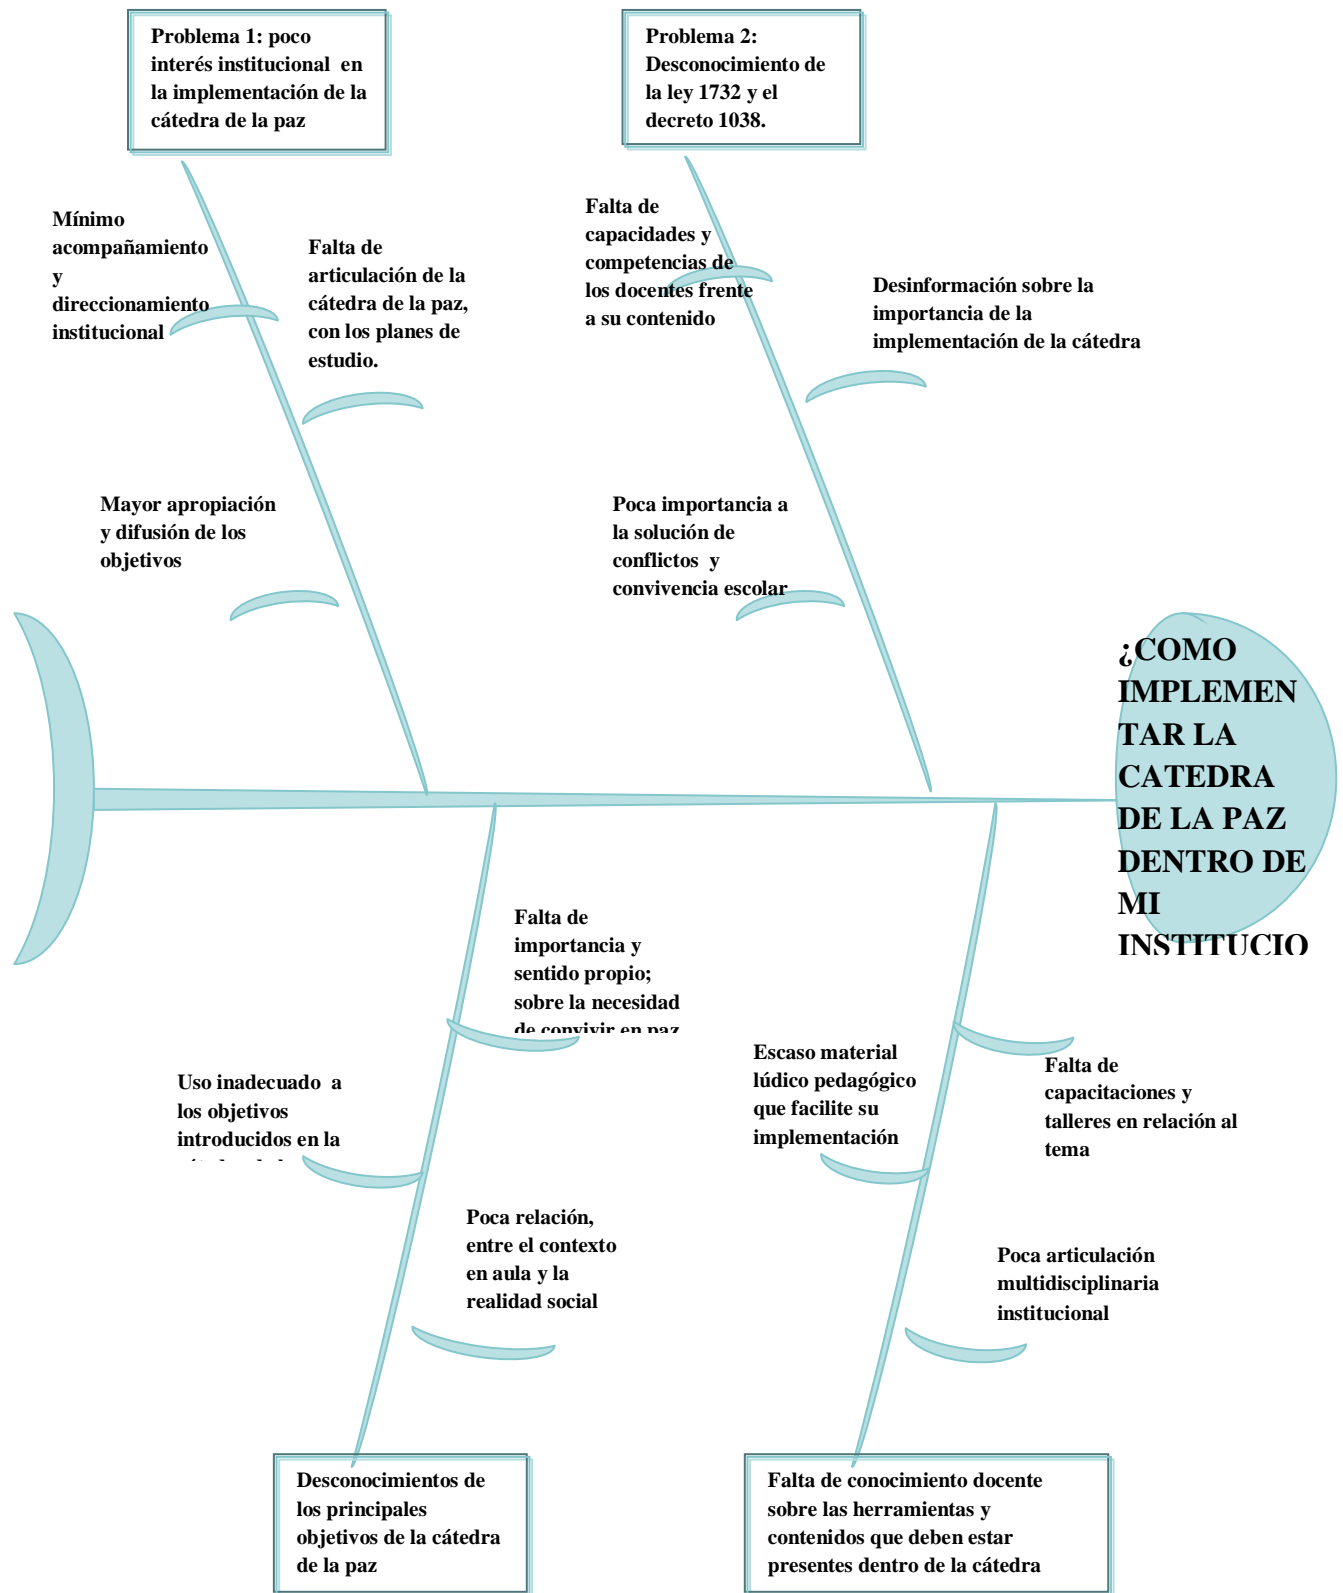 Problema 1: poco
interés institucional en
la implementación de la
cátedra de la paz
Problema 2:
Desconocimiento de
la ley 1732 y el
decreto 1038.
Mínimo
acompañamiento
y
direccionamiento
institucional
Falta de
articulación de la
cátedra de la paz,
con los planes de
estudio.
Falta de
capacidades y
competencias de
los docentes frente
a su contenido
Desinformación sobre la
importancia de la
implementación de la cátedra
Mayor apropiación
y difusión de los
objetivos
Poca importancia a
la solución de
conflictos y
convivencia escolar
¿COMO
IMPLEMEN
TAR LA
CATEDRA
DE LA PAZ
DENTRO DE
MI
INSTITUCIO
Falta de
importancia y
sentido propio;
sobre la necesidad
de convivir en paz
Uso inadecuado a
los objetivos
introducidos en la
Escaso material
lúdico pedagógico
que facilite su
implementación
Falta de
capacitaciones y
talleres en relación al
tema
Poca relación,
entre el contexto
en aula y la
realidad social
Poca articulación
multidisciplinaria
institucional
Desconocimientos de
los principales
objetivos de la cátedra
de la paz
Falta de conocimiento docente
sobre las herramientas y
contenidos que deben estar
presentes dentro de la cátedra